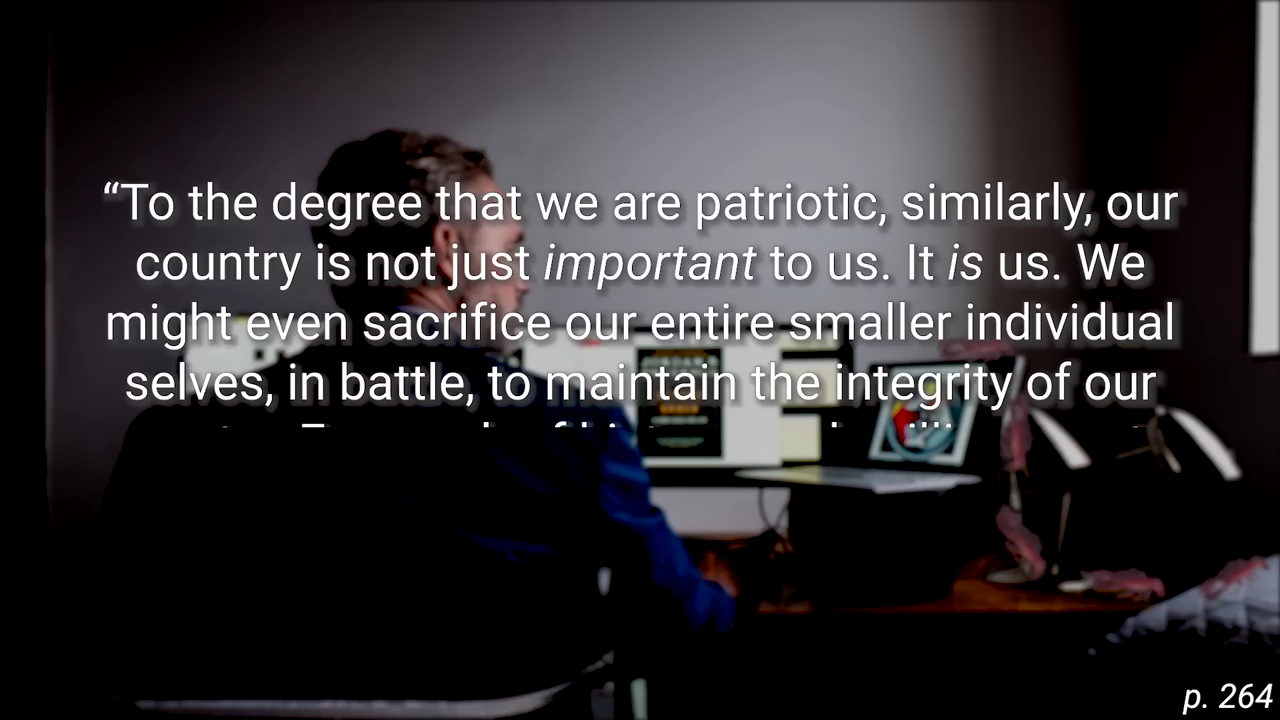 “To the degree that we are patriotic, similarly, our
country is not just important to us. It is us. We
might even sacrifice our entire smaller individual
selves, in battle, to maintain the integrity of our
p. 264